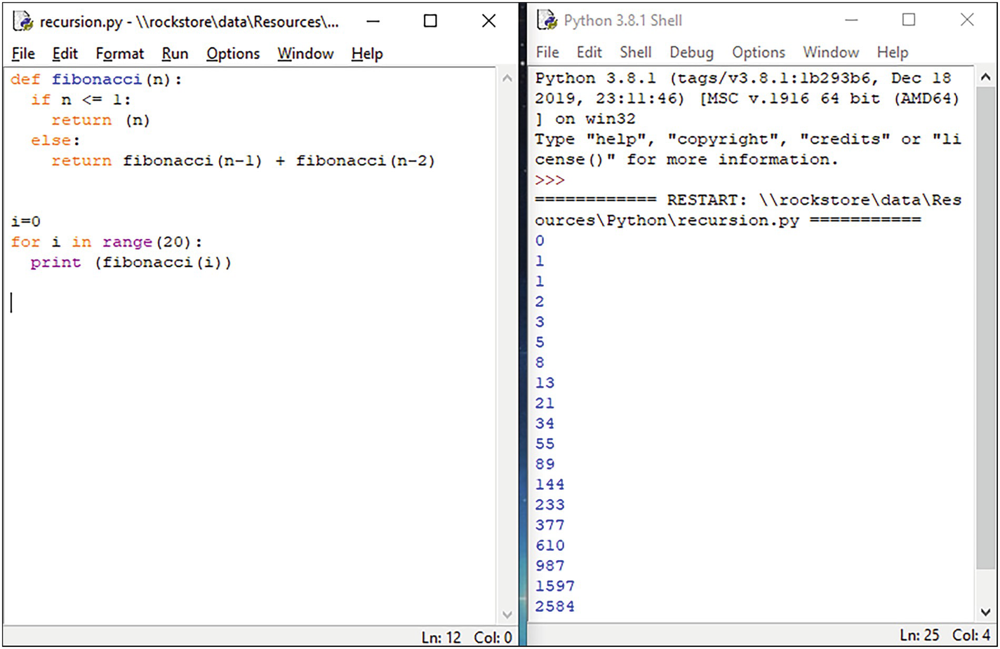 recursion.py - \\rockstore\data\Resources\...
File Edit Format Run Options Window Help
def fibonacci(n):
  if n <= 1:
    return (n)
  else:
    return fibonacci(n-1) + fibonacci(n-2)
i=0
for i in range(20):
  print (fibonacci(i))
Ln: 12 Col: 0
Python 3.8.1 Shell
File Edit Shell Debug Options Window Help
Python 3.8.1 (tags/v3.8.1:1b293b6, Dec 18
2019, 23:11:46) [MSC v.1916 64 bit (AMD64)
] on win32
Type "help", "copyright", "credits" or "li
cense()" for more information.
>>>
============ RESTART: \\rockstore\data\Res
ources\Python\recursion.py ===========
0
1
1
2
3
5
8
13
21
34
55
89
144
233
377
610
987
1597
2584
Ln: 25 Col: 4